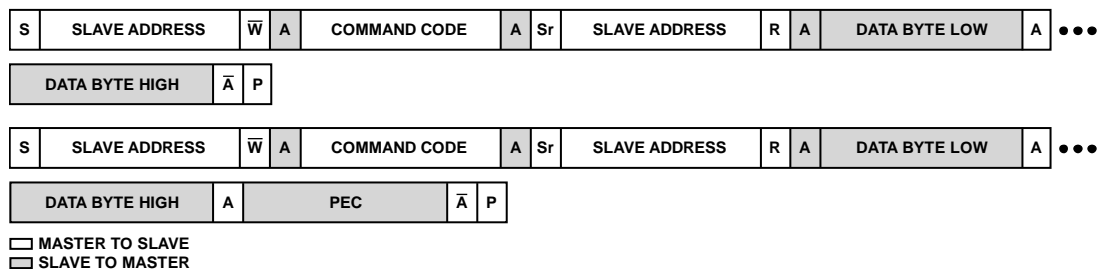 S SLAVE ADDRESS W̅ A COMMAND CODE A Sr SLAVE ADDRESS R A DATA BYTE LOW A •••
DATA BYTE HIGH A̅ P
S SLAVE ADDRESS W̅ A COMMAND CODE A Sr SLAVE ADDRESS R A DATA BYTE LOW A •••
DATA BYTE HIGH A PEC A̅ P
MASTER TO SLAVE
SLAVE TO MASTER